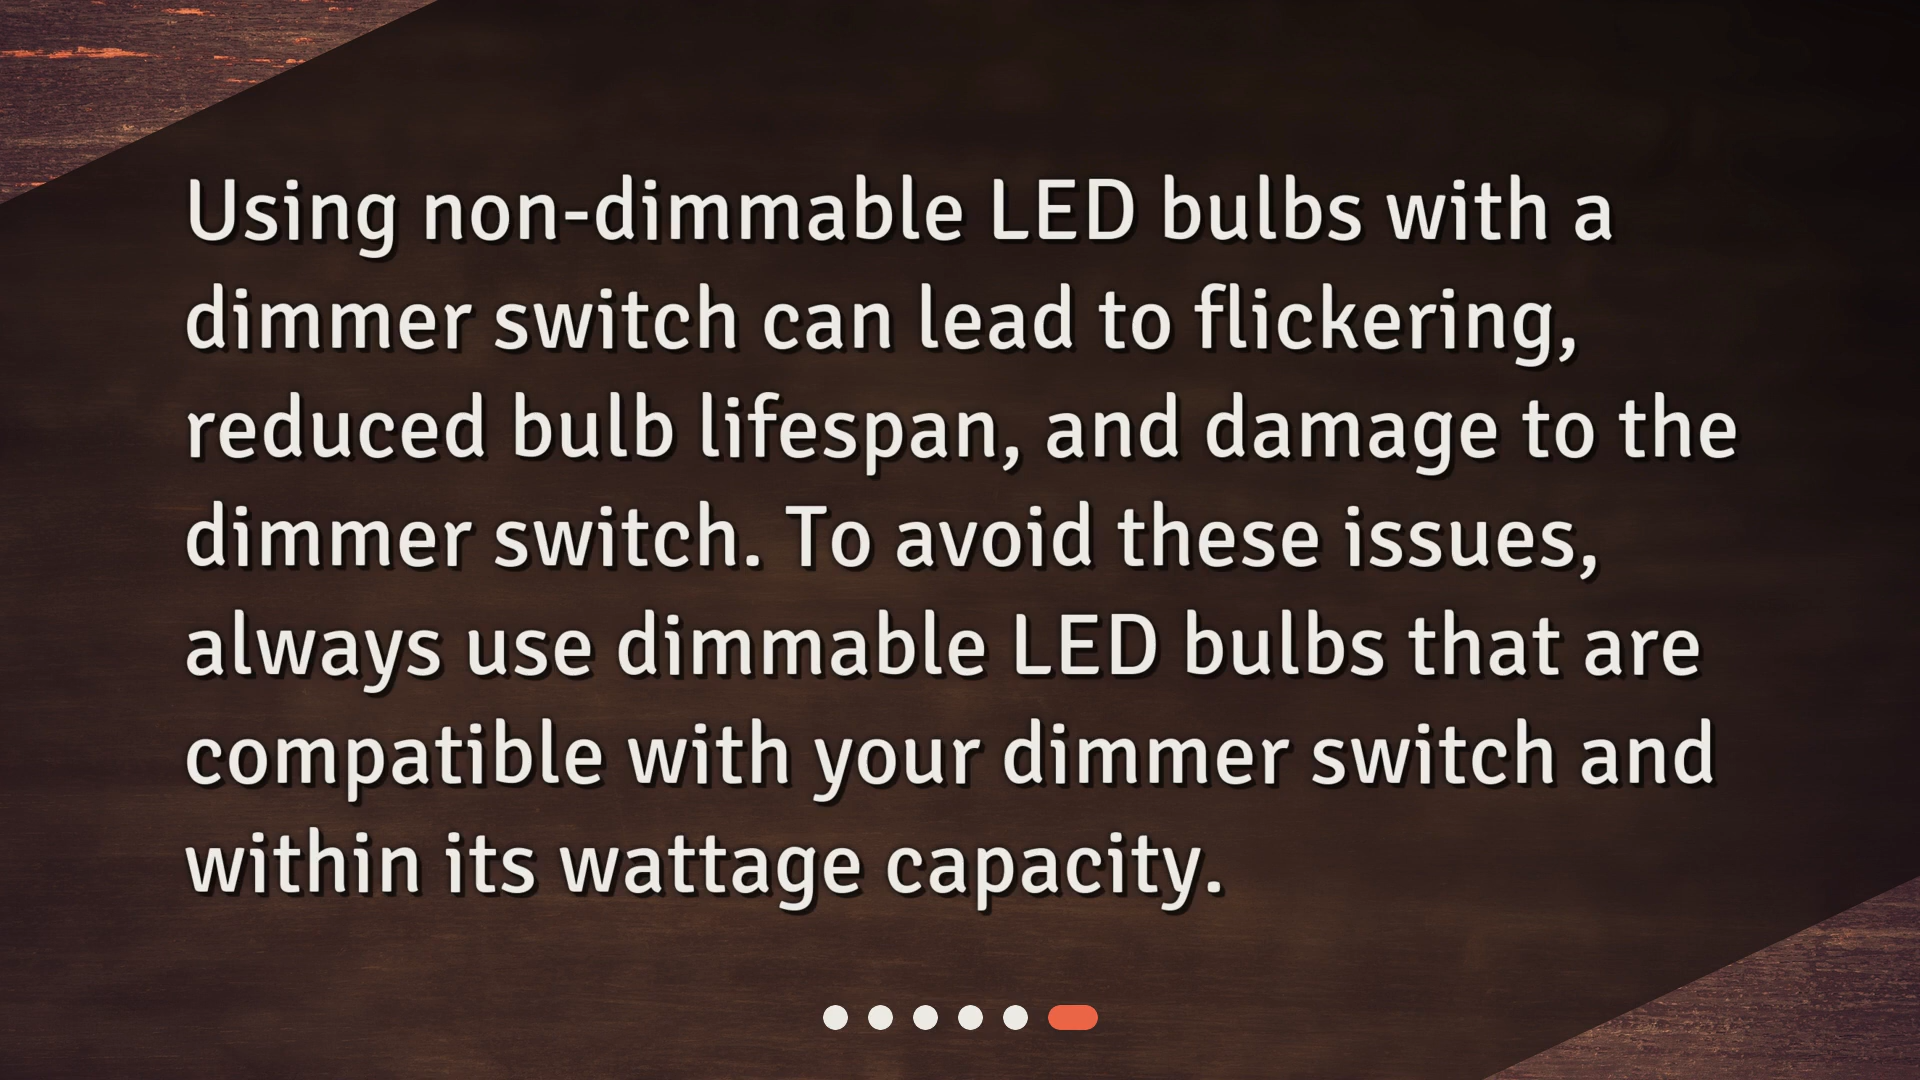 Using non-dimmable LED bulbs with a
dimmer switch can lead to flickering,
reduced bulb lifespan, and damage to the
dimmer switch. To avoid these issues,
always use dimmable LED bulbs that are
compatible with your dimmer switch and
within its wattage capacity.